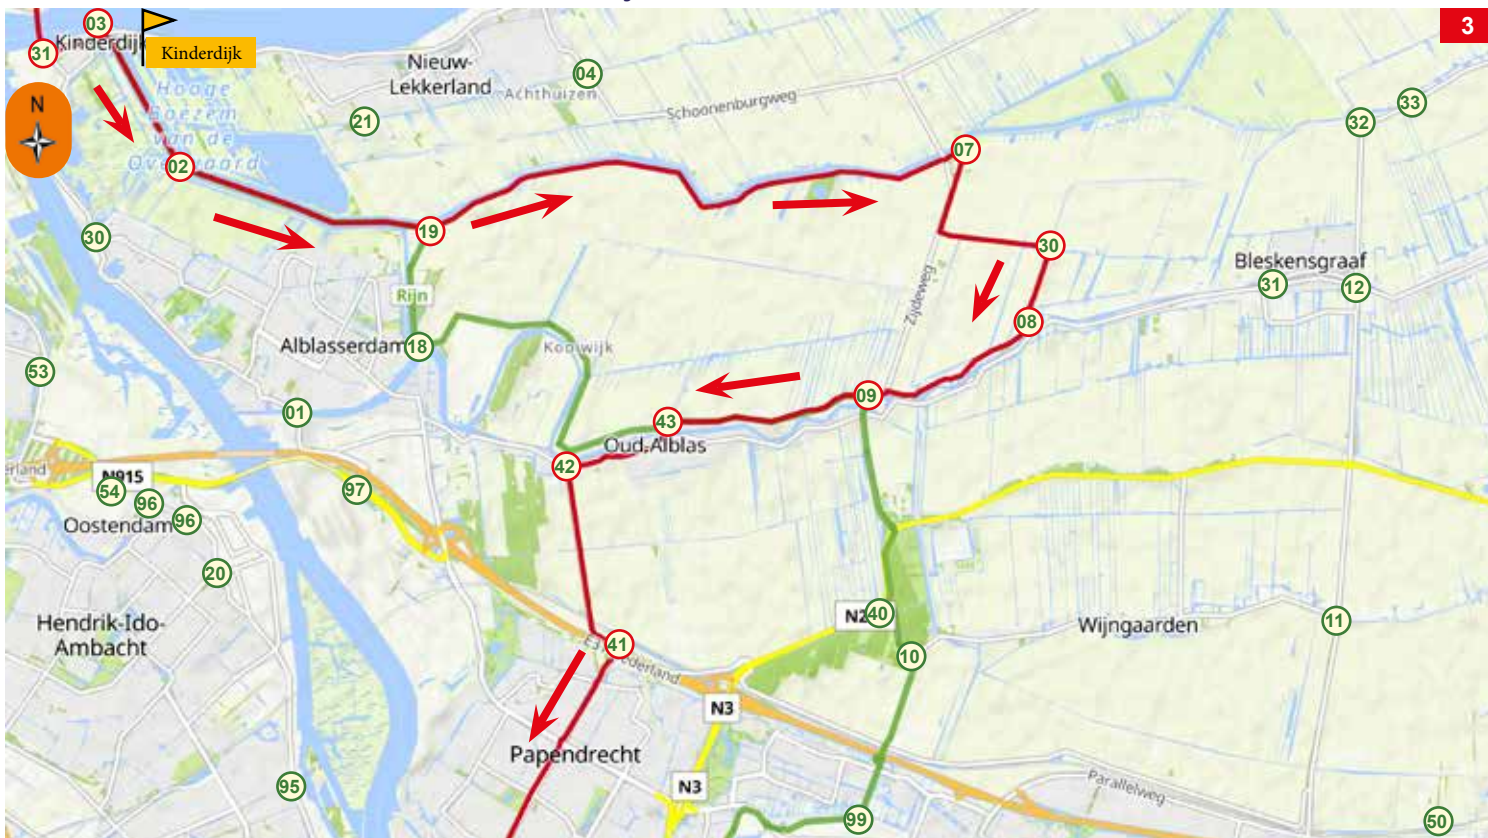 03
3
31
Kinderdijk
Kinderdijk
Nieuw-
Lekkerland
04
Achthuizen
Schoonenburgweg
33
32
21
N
Hooge
Boezem
van de
02
07
19
30
30
Bleskensgraaf
31
12
Rijn
Zijdeweg
08
Alblasserdam
18
Kooiwijk
53
09
01
43
Oud-Alblas
42
erland
N915
54
96
96
97
Oostendam
20
Hendrik-Ido-
Ambacht
40
Wijngaarden
11
41
10
N3
Papendrecht
N3
95
Parallelweg
99
50